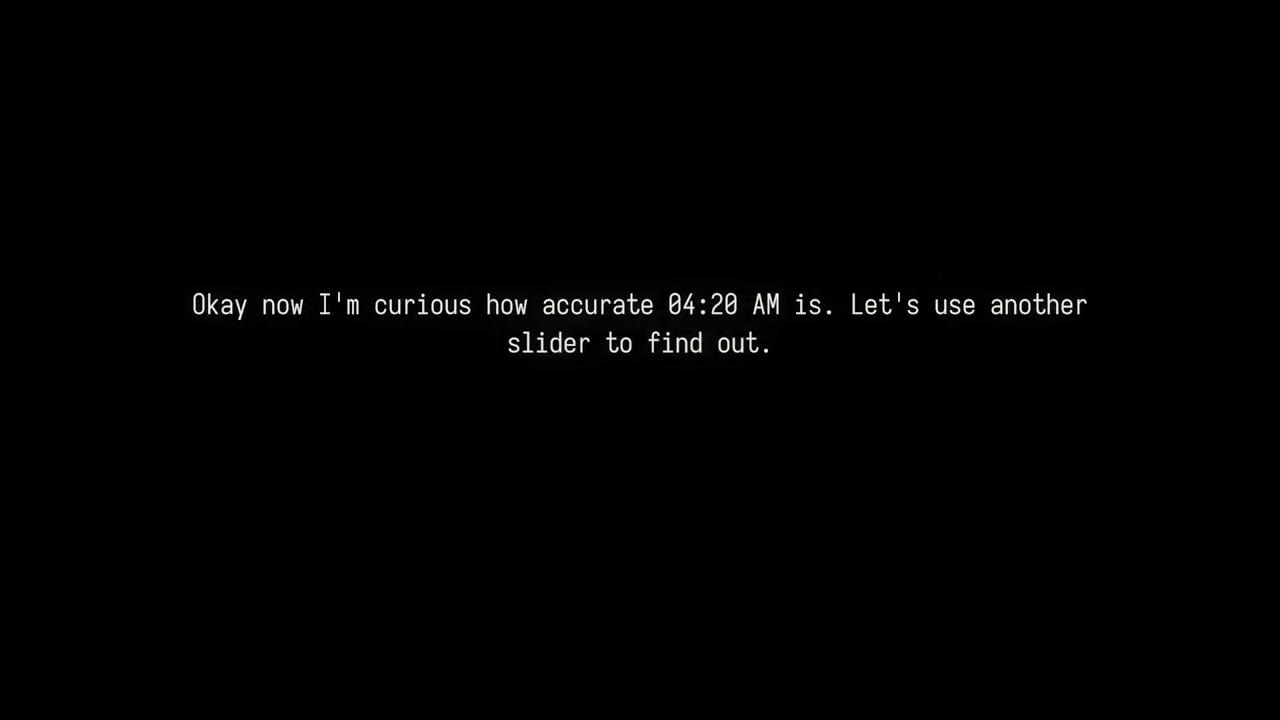 Okay now I'm curious how accurate 04:20 AM is. Let's use another
slider to find out.